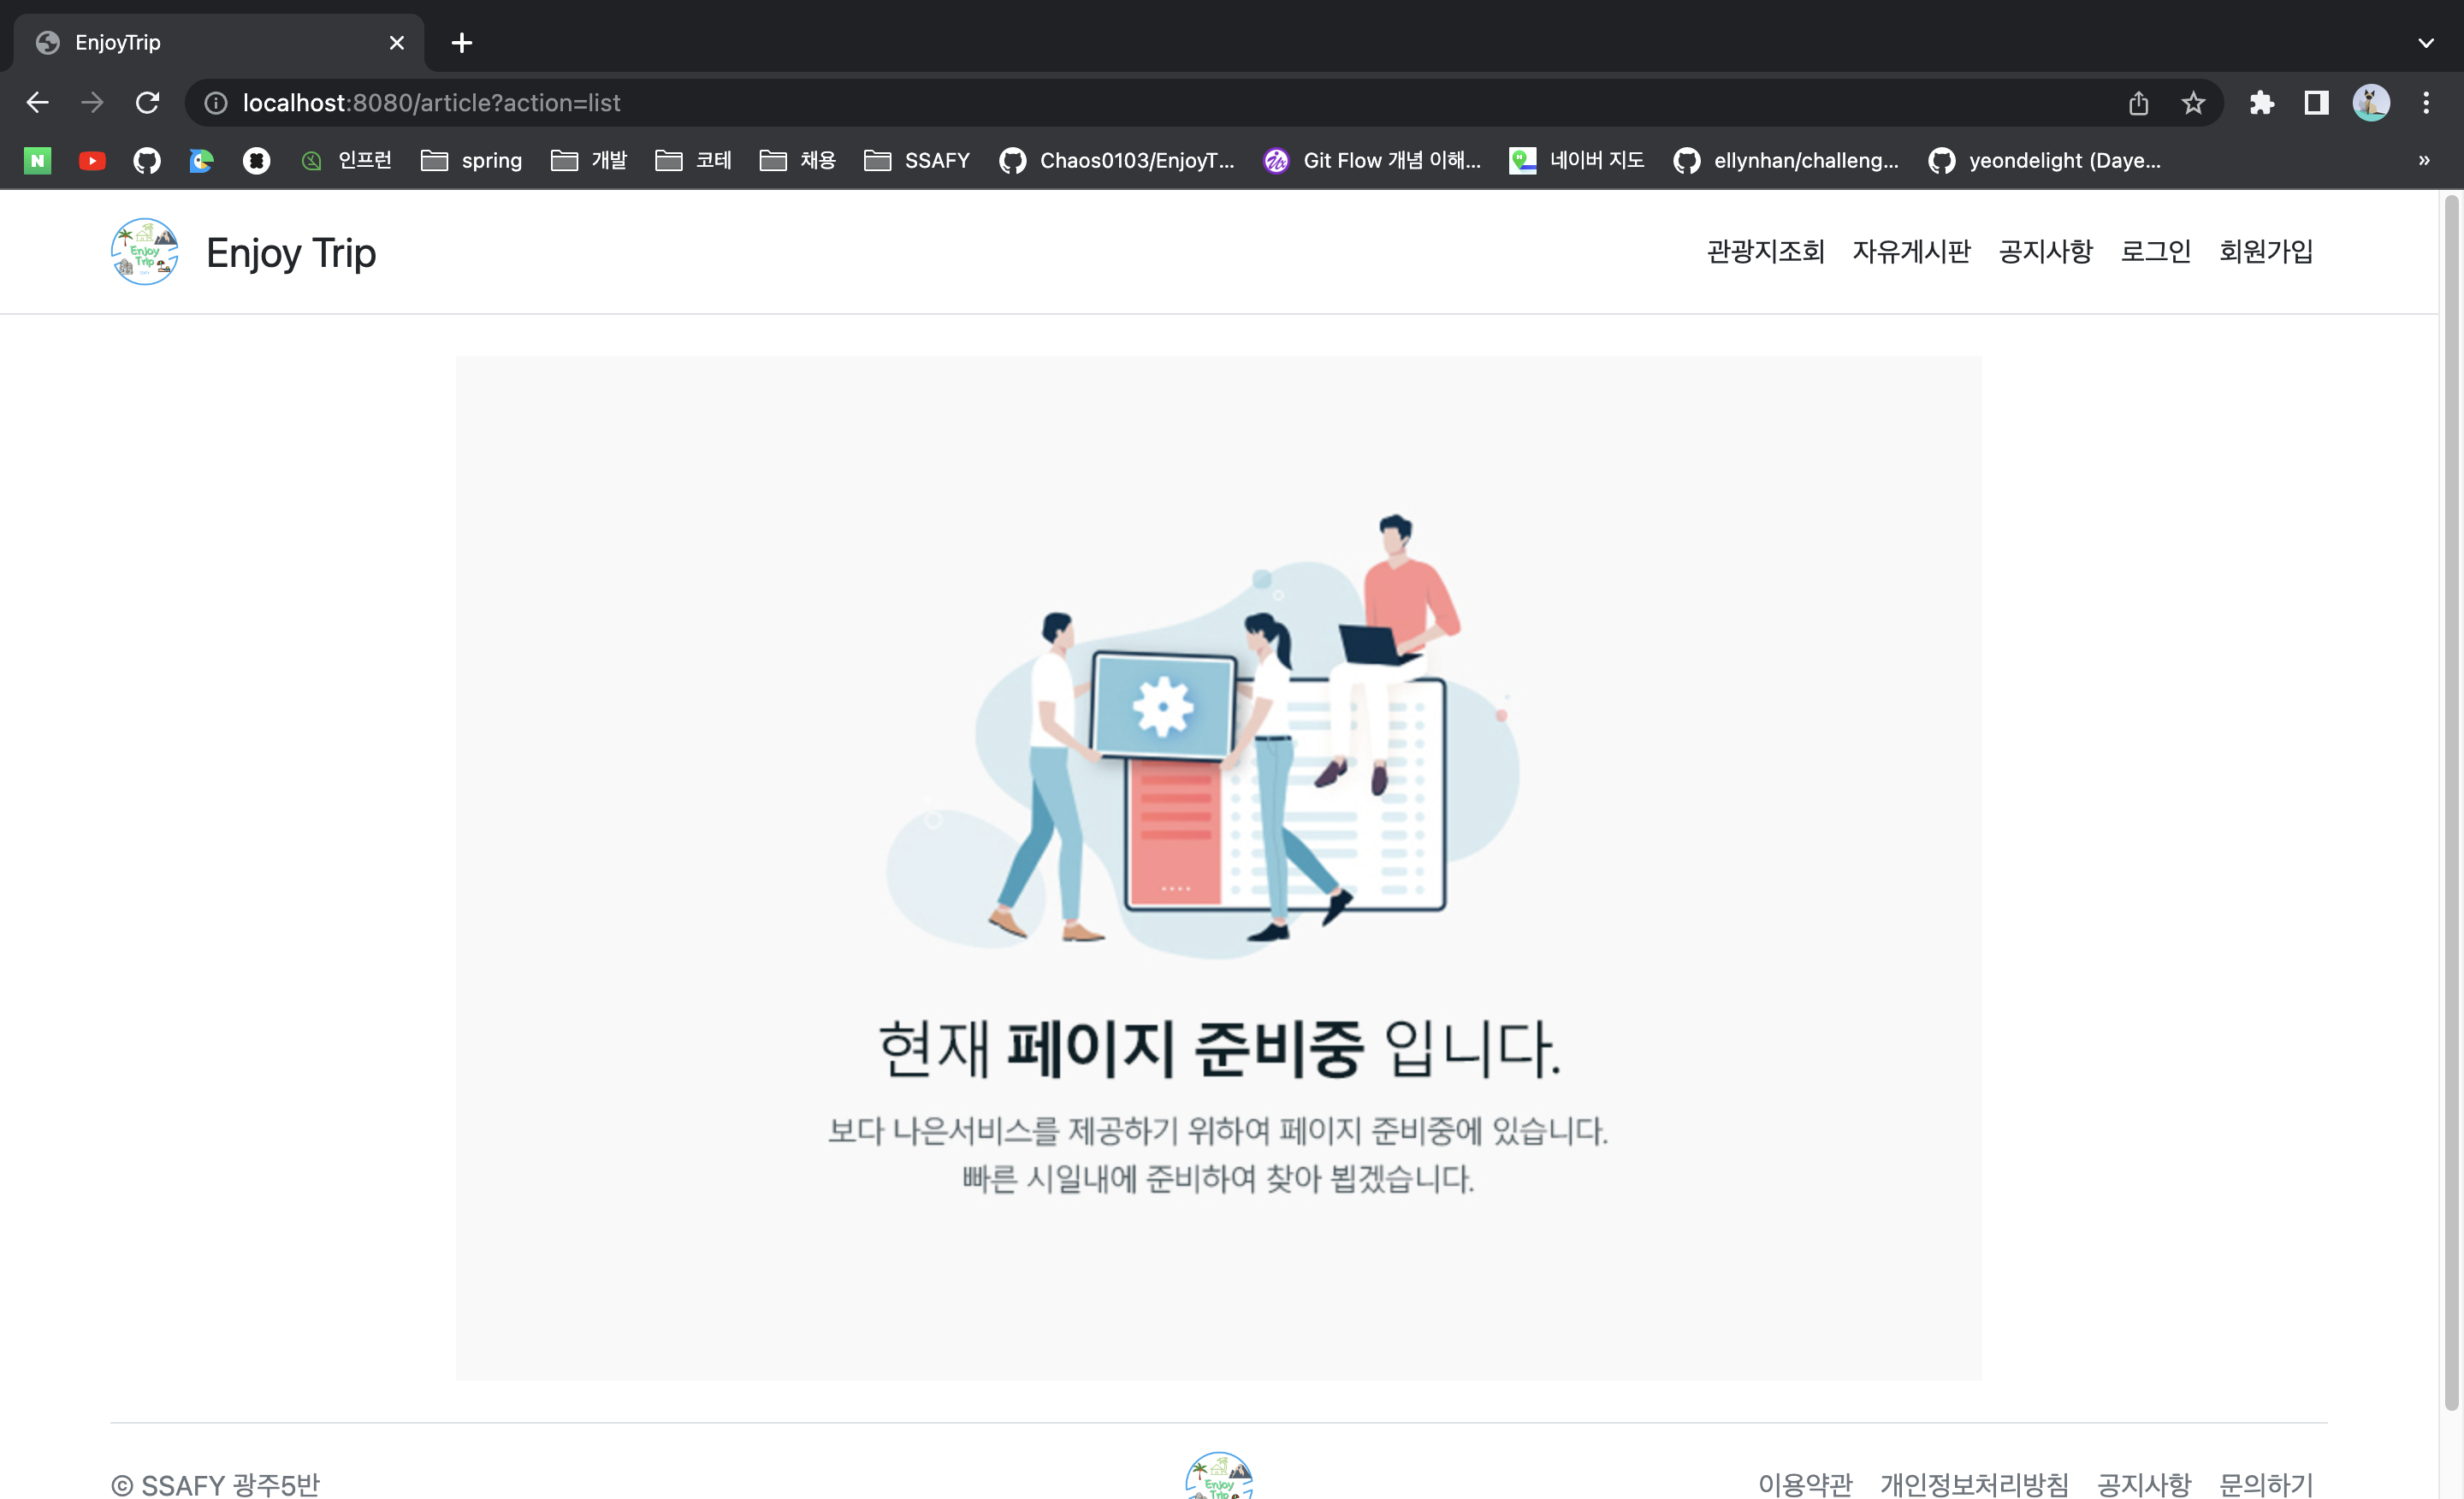 EnjoyTrip
localhost:8080/article?action=list
N 인프런 spring 개발 코테 채용 SSAFY Chaos0103/EnjoyT... Git Flow 개념 이해... 네이버 지도 ellynhan/challeng... yeondelight (Daye... »
Enjoy Trip Enjoy Trip 관광지조회 자유게시판 공지사항 로그인 회원가입
현재 페이지 준비중 입니다.
보다 나은서비스를 제공하기 위하여 페이지 준비중에 있습니다.
빠른 시일내에 준비하여 찾아 뵙겠습니다.
© SSAFY 광주5반 Enjoy Trip 이용약관 개인정보처리방침 공지사항 문의하기